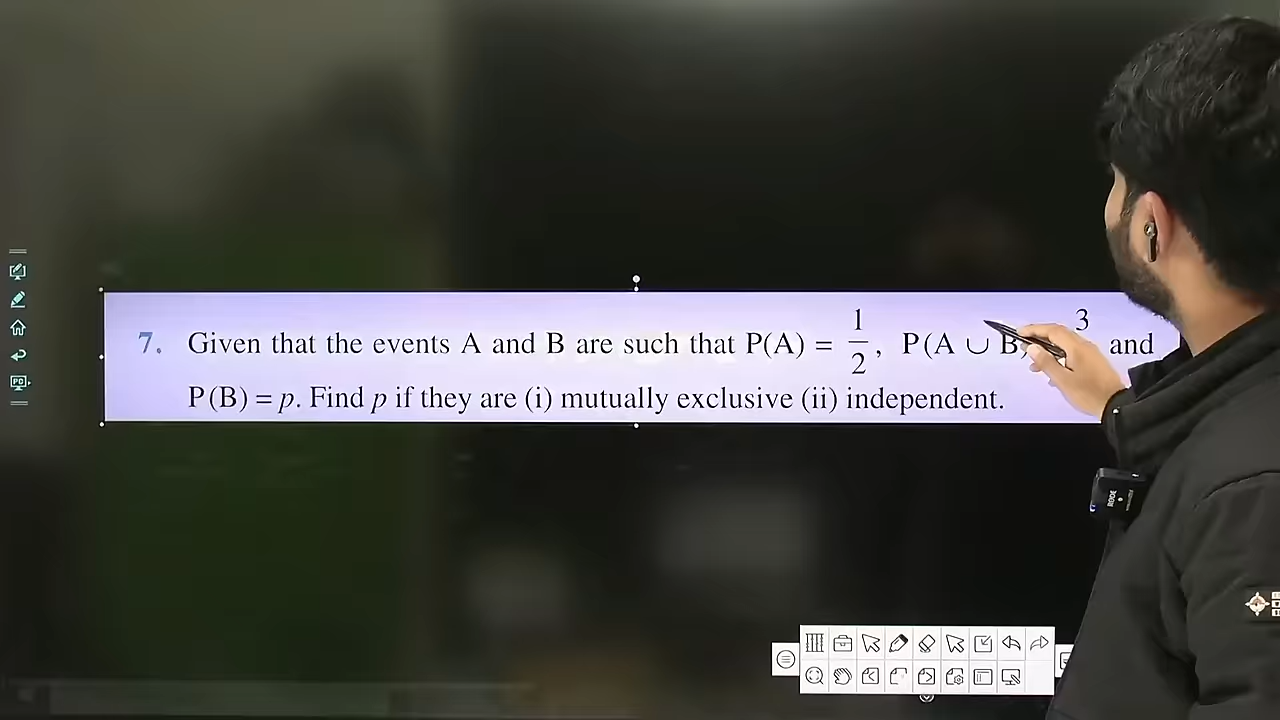 7. Given that the events A and B are such that P(A) = 1/2, P(A ∪ B) 3 and
P(B) = p. Find p if they are (i) mutually exclusive (ii) independent.
RODE